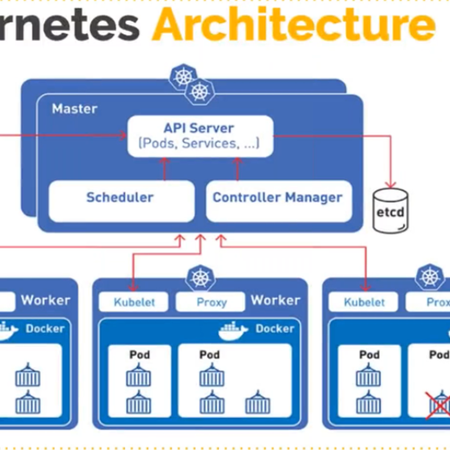 rnetes Architecture
Master
API Server
(Pods, Services, ...)
Scheduler
Controller Manager
etcd
Worker
Kubelet
Proxy
Worker
Kubelet
Prox
Docker
Docker
Pod
Pod
Pod
Pod